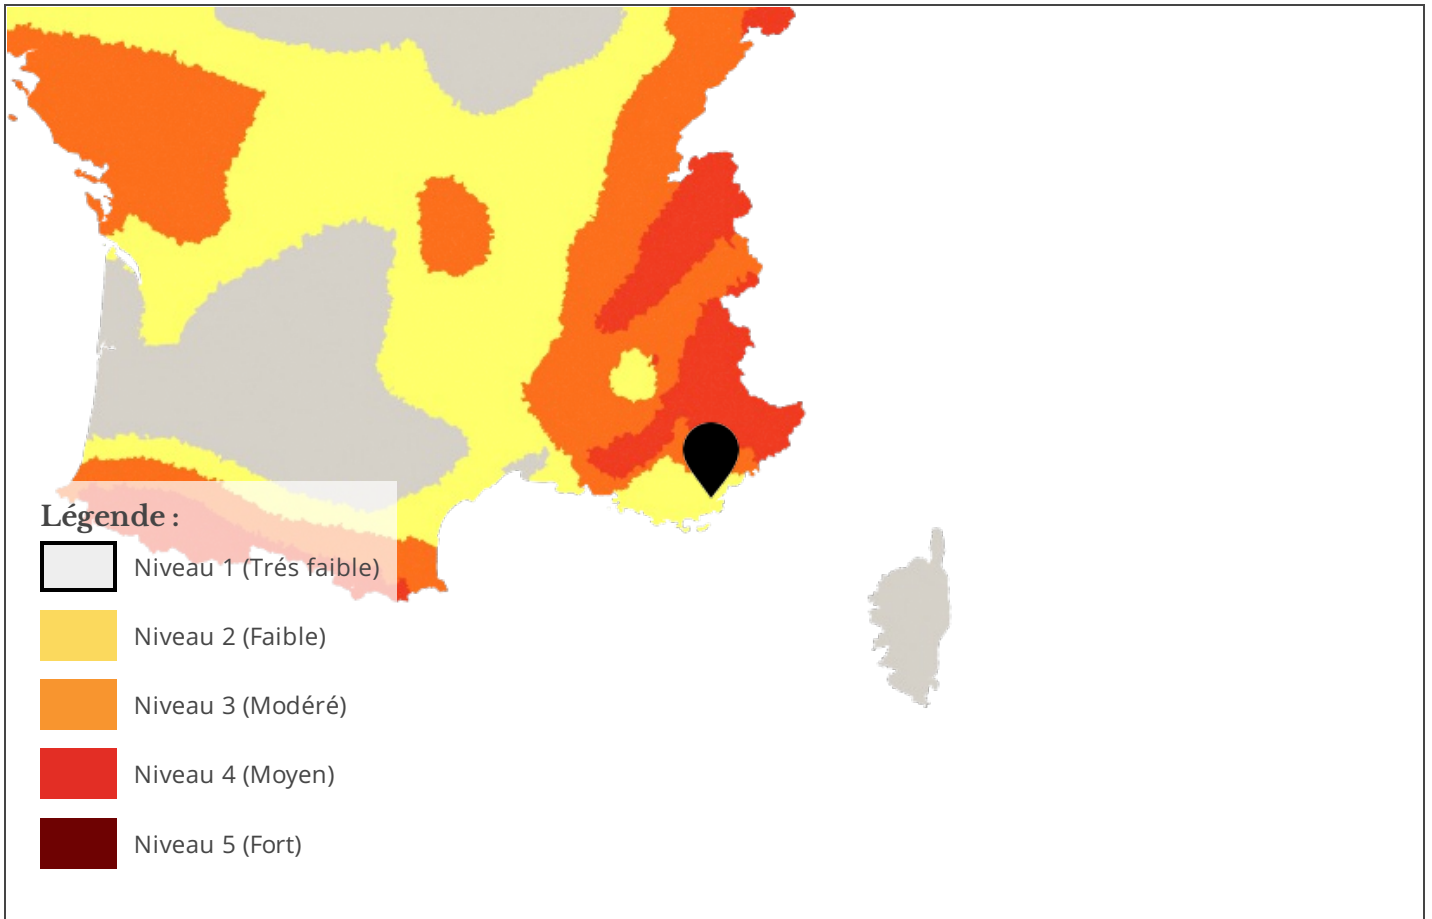 Légende :
Niveau 1 (Trés faible)
Niveau 2 (Faible)
Niveau 3 (Modéré)
Niveau 4 (Moyen)
Niveau 5 (Fort)